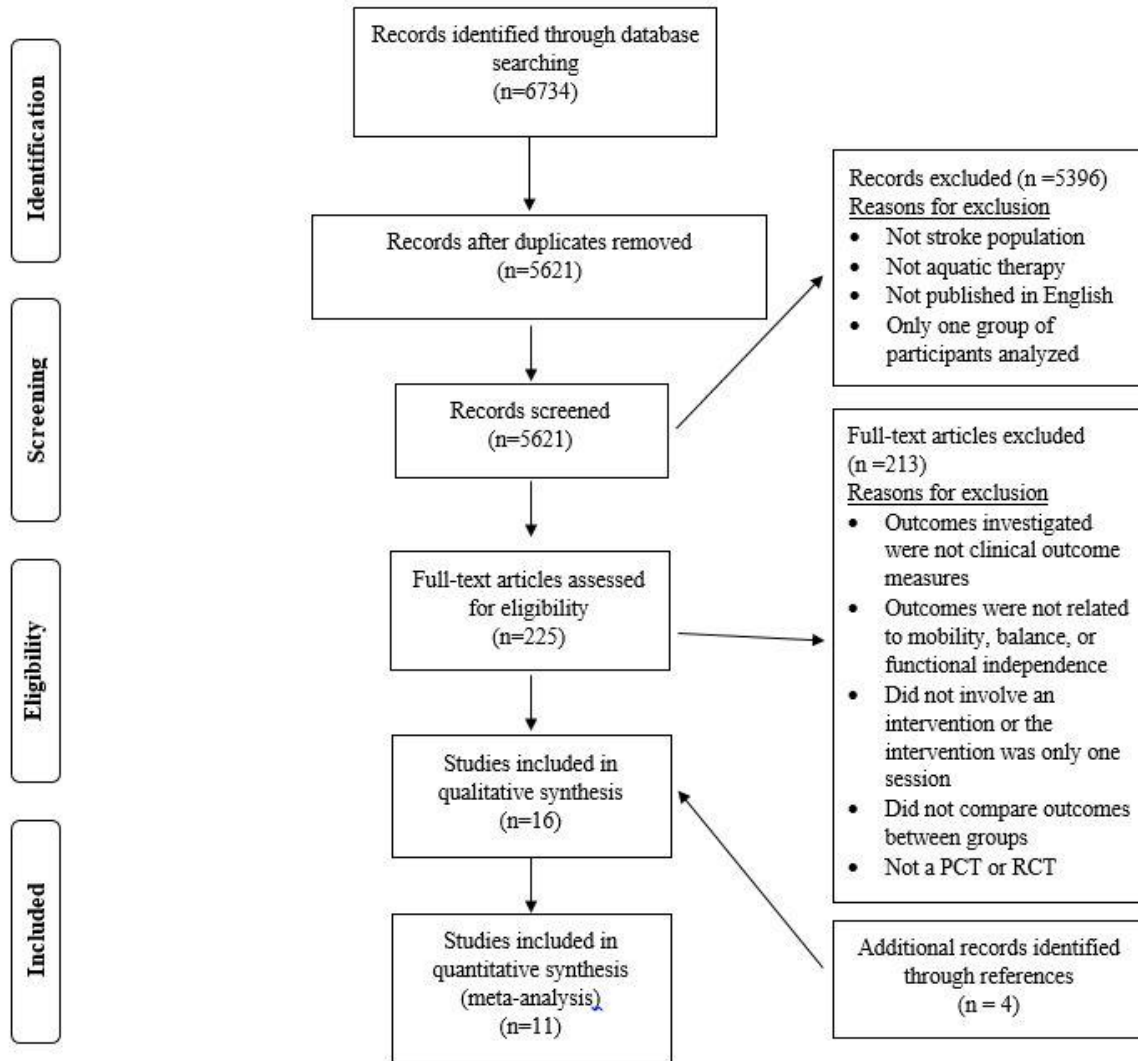 Identification
Records identified through database
searching
(n=6734)
Records after duplicates removed
(n=5621)
Records excluded (n =5396)
Reasons for exclusion
• Not stroke population
• Not aquatic therapy
• Not published in English
• Only one group of
participants analyzed
Screening
Records screened
(n=5621)
Full-text articles excluded
(n =213)
Reasons for exclusion
• Outcomes investigated
were not clinical outcome
measures
• Outcomes were not related
to mobility, balance, or
functional independence
• Did not involve an
intervention or the
intervention was only one
session
• Did not compare outcomes
between groups
• Not a PCT or RCT
Eligibility
Full-text articles assessed
for eligibility
(n=225)
Studies included in
qualitative synthesis
(n=16)
Included
Studies included in
quantitative synthesis
(meta-analysis)
(n=11)
Additional records identified
through references
(n = 4)